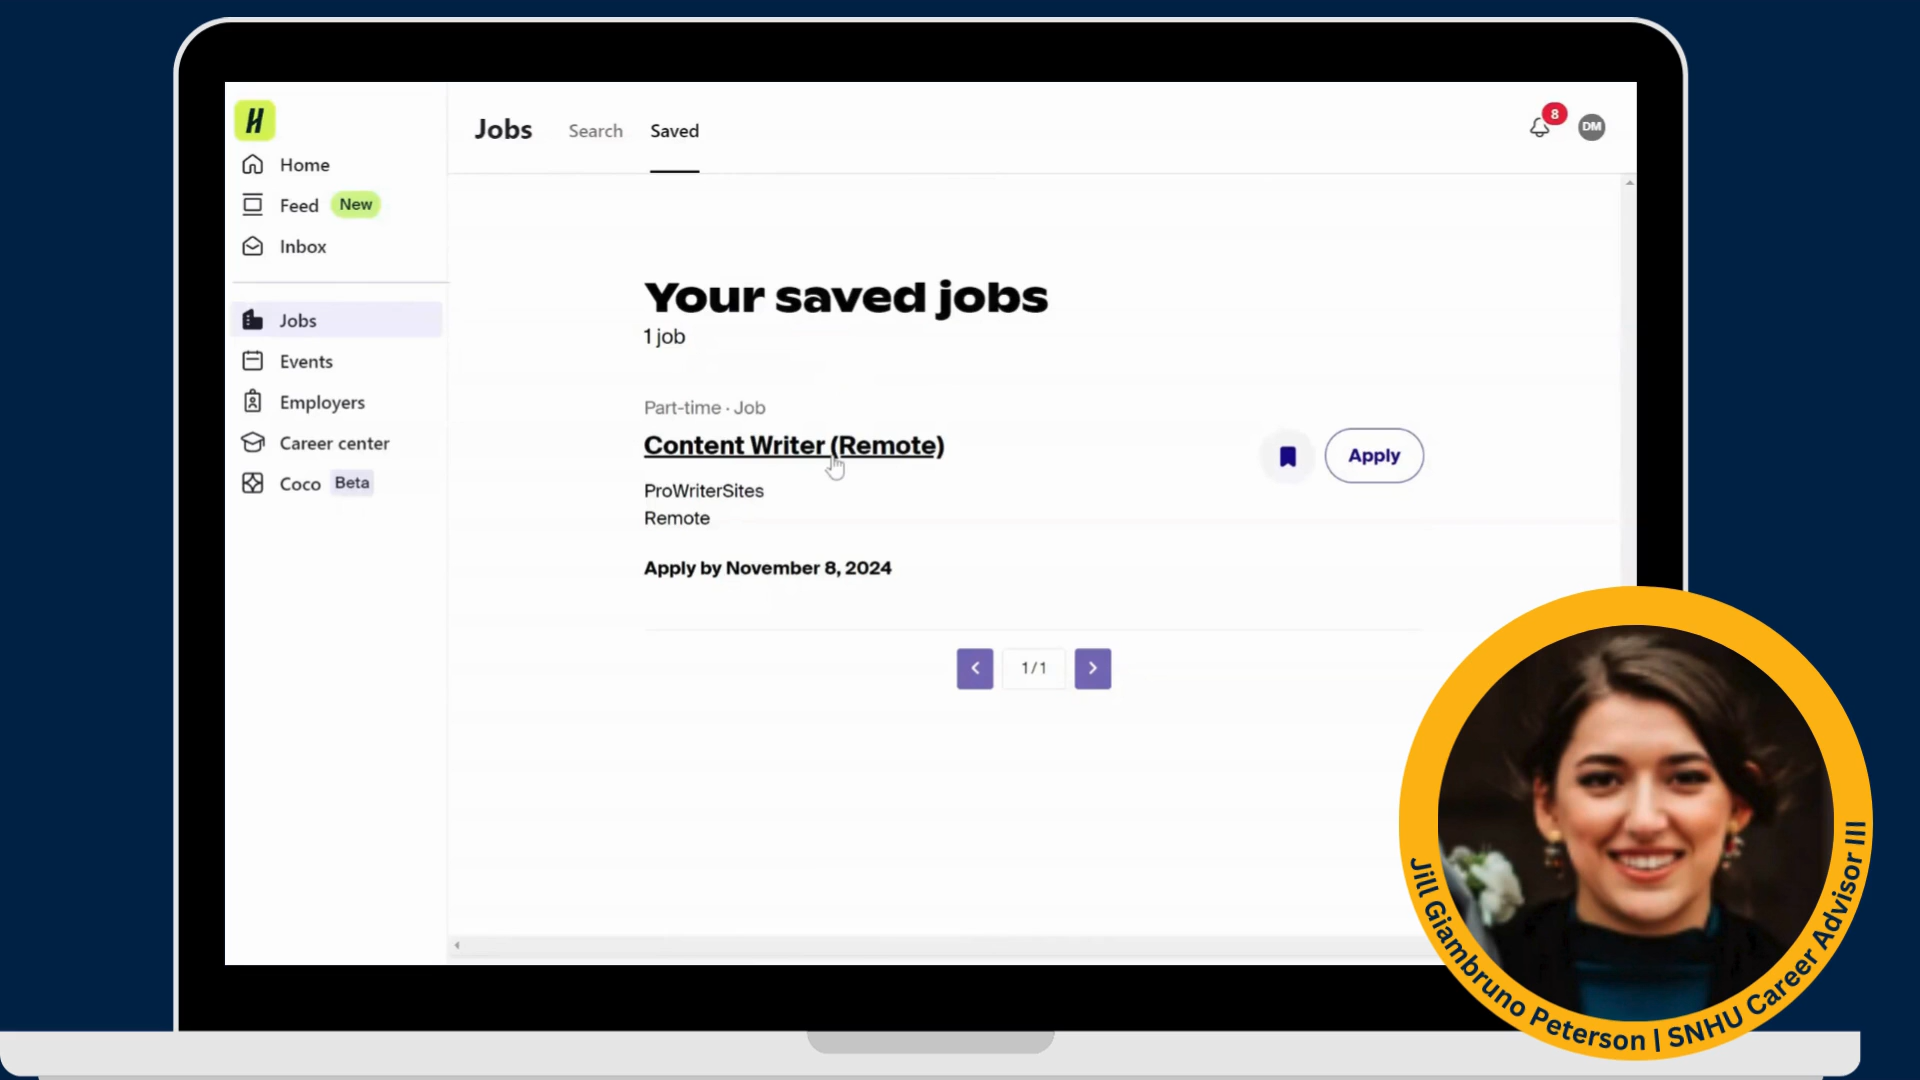 H
Home
Feed New
Inbox
Jobs
Events
Employers
Career center
Coco Beta
Jobs Search Saved
8
DM
Your saved jobs
1 job
Part-time · Job
Content Writer (Remote)
ProWriterSites
Remote
Apply by November 8, 2024
Apply
1/1
Jill Giambruno Peterson | SNHU Career Advisor III